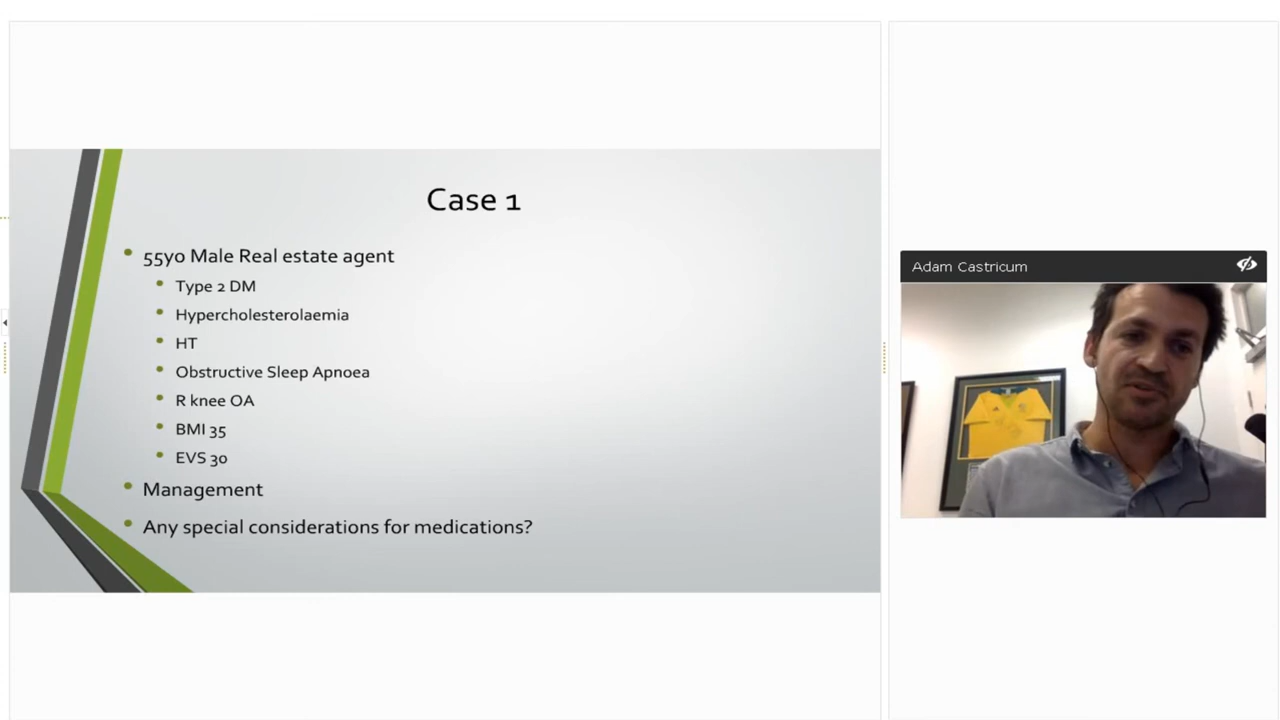 Case 1
55yo Male Real estate agent
Type 2 DM
Hypercholesterolaemia
HT
Obstructive Sleep Apnoea
R knee OA
BMI 35
EVS 30
Management
Any special considerations for medications?
Adam Castricum